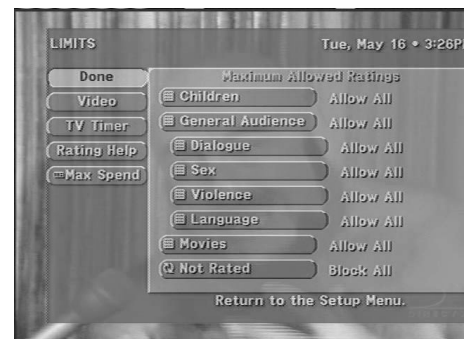 LIMITS
Tue, May 16 • 3:26P
Done
Maximum Allowed Ratings
Video
Children Allow All
TV Timer
General Audience Allow All
Rating Help
Dialogue Allow All
Max Spend
Sex Allow All
Violence Allow All
Language Allow All
Movies Allow All
Not Rated Block All
Return to the Setup Menu.